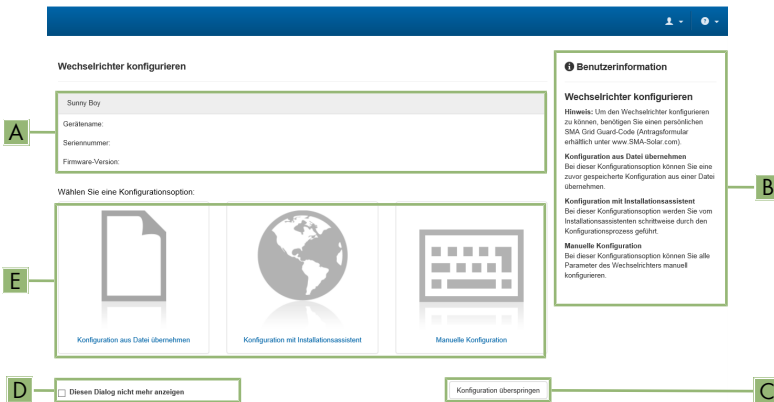 Wechselrichter konfigurieren
Sunny Boy
Gerätename:
Seriennummer:
Firmware-Version:
A
Wählen Sie eine Konfigurationsoption:
Konfiguration aus Datei übernehmen
Konfiguration mit Installationsassistent
Manuelle Konfiguration
E
Diesen Dialog nicht mehr anzeigen
D
Konfiguration überspringen
C
Benutzerinformation
Wechselrichter konfigurieren
Hinweis: Um den Wechselrichter konfigurieren
zu können, benötigen Sie einen persönlichen
SMA Grid Guard-Code (Antragsformular
erhältlich unter www.SMA-Solar.com).
Konfiguration aus Datei übernehmen
Bei dieser Konfigurationsoption können Sie eine
zuvor gespeicherte Konfiguration aus einer Datei
übernehmen.
Konfiguration mit Installationsassistent
Bei dieser Konfigurationsoption werden Sie vom
Installationsassistenten schrittweise durch den
Konfigurationsprozess geführt.
Manuelle Konfiguration
Bei dieser Konfigurationsoption können Sie alle
Parameter des Wechselrichters manuell
konfigurieren.
B